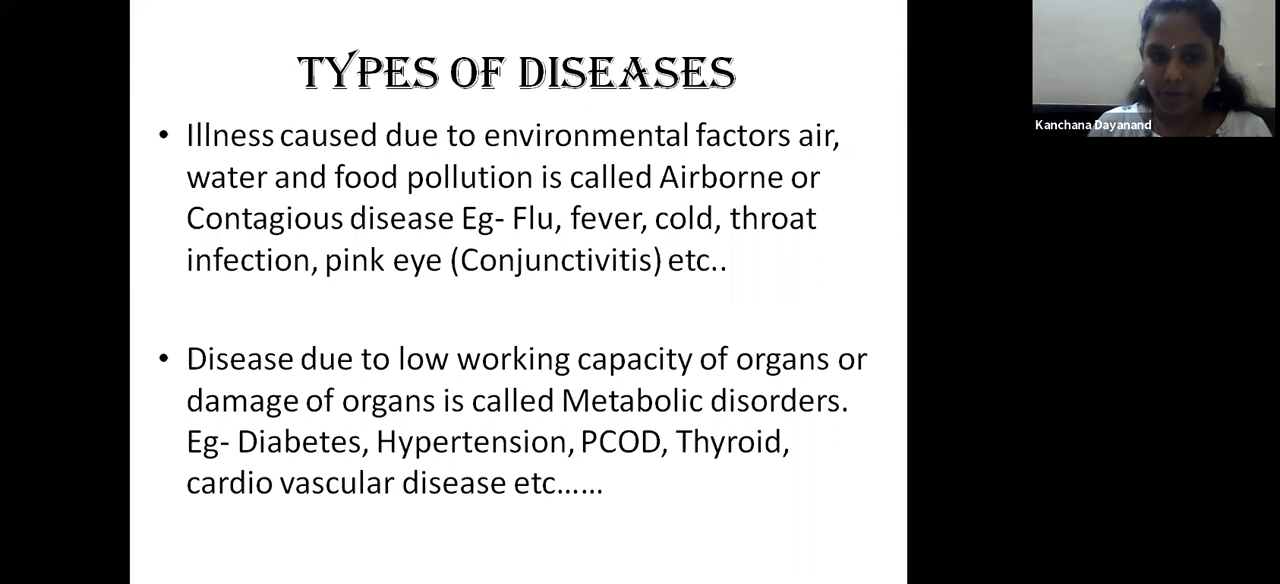 TYPES OF DISEASES
• Illness caused due to environmental factors air,
water and food pollution is called Airborne or
Contagious disease Eg- Flu, fever, cold, throat
infection, pink eye (Conjunctivitis) etc..
• Disease due to low working capacity of organs or
damage of organs is called Metabolic disorders.
Eg- Diabetes, Hypertension, PCOD, Thyroid,
cardio vascular disease etc......
Kanchana Dayanand